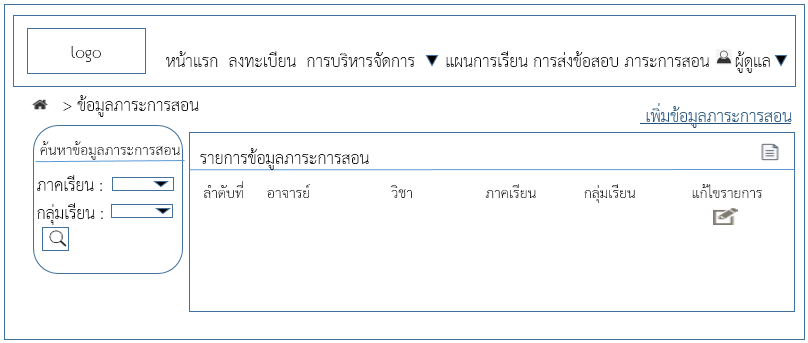 logo
หน้าแรก ลงทะเบียน การบริหารจัดการ แผนการเรียน การส่งข้อสอบ ภาระการสอน ผู้ดูแล
> ข้อมูลภาระการสอน
เพิ่มข้อมูลภาระการสอน
ค้นหาข้อมูลภาระการสอน
ภาคเรียน :
กลุ่มเรียน :
รายการข้อมูลภาระการสอน
ลำดับที่ อาจารย์ วิชา ภาคเรียน กลุ่มเรียน แก้ไขรายการ